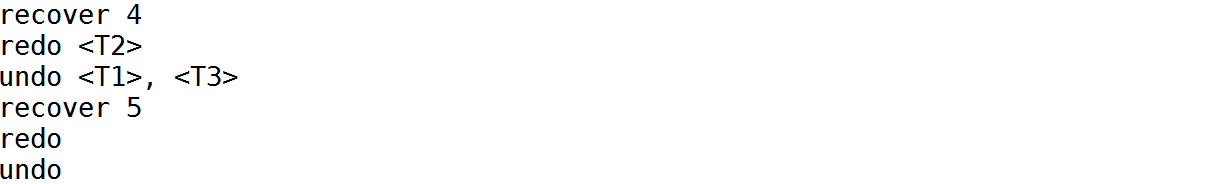 recover 4
redo <T2>
undo <T1>, <T3>
recover 5
redo
undo